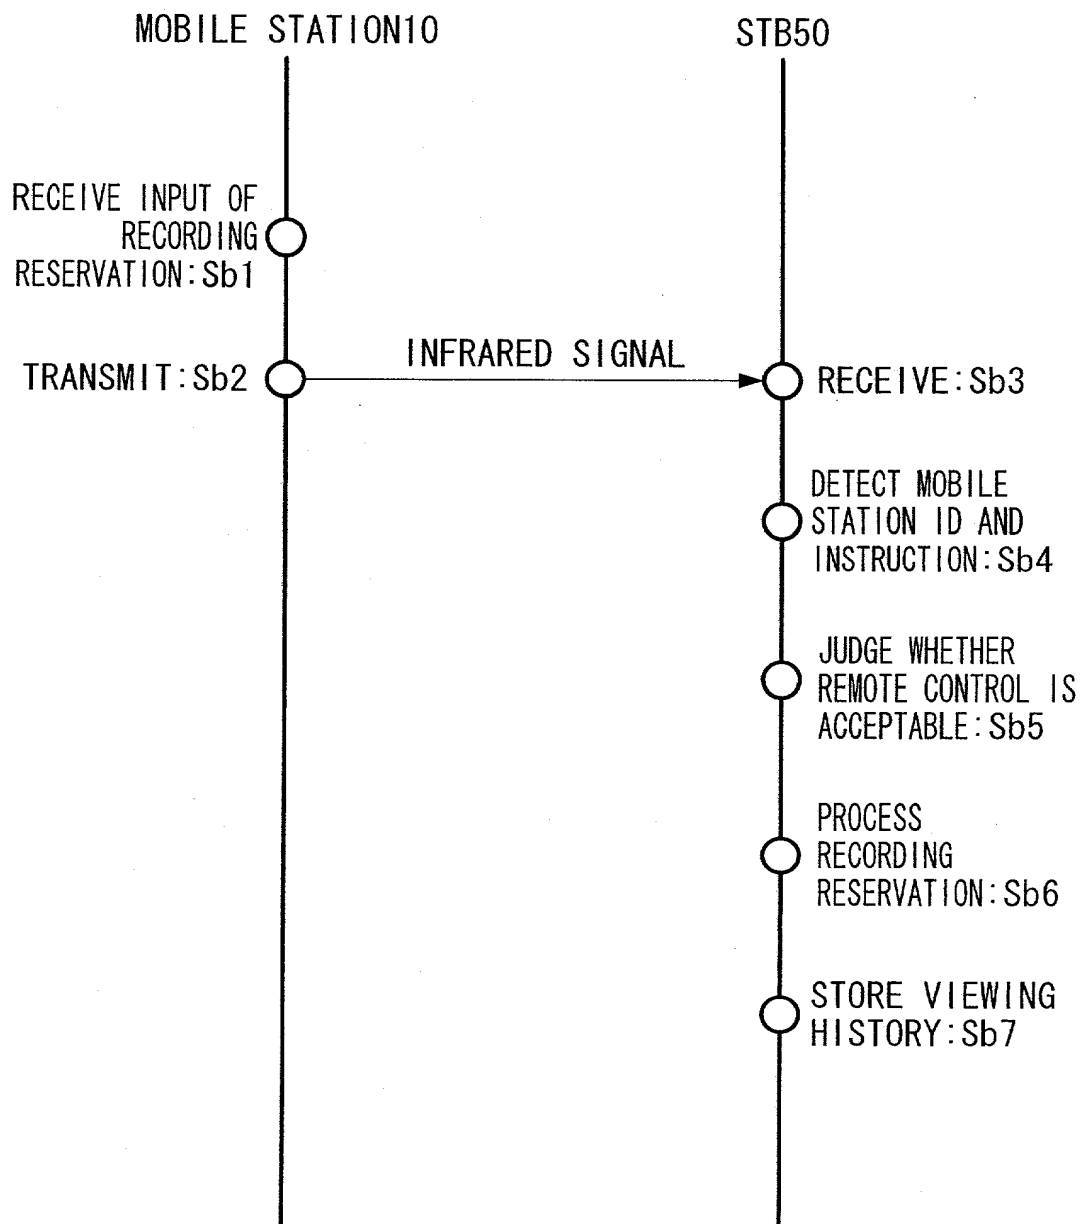 MOBILE STATION10
STB50
RECEIVE INPUT OF
RECORDING
RESERVATION:Sb1
TRANSMIT:Sb2
INFRARED SIGNAL
RECEIVE:Sb3
DETECT MOBILE
STATION ID AND
INSTRUCTION:Sb4
JUDGE WHETHER
REMOTE CONTROL IS
ACCEPTABLE:Sb5
PROCESS
RECORDING
RESERVATION:Sb6
STORE VIEWING
HISTORY:Sb7